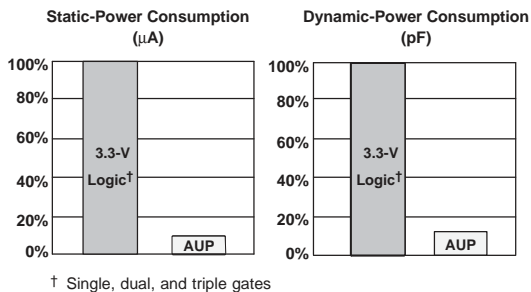 Static-Power Consumption
(μA)
100%
80%
60%
40%
20%
0%
3.3-V
Logic†
AUP
Dynamic-Power Consumption
(pF)
100%
80%
60%
40%
20%
0%
3.3-V
Logic†
AUP
† Single, dual, and triple gates